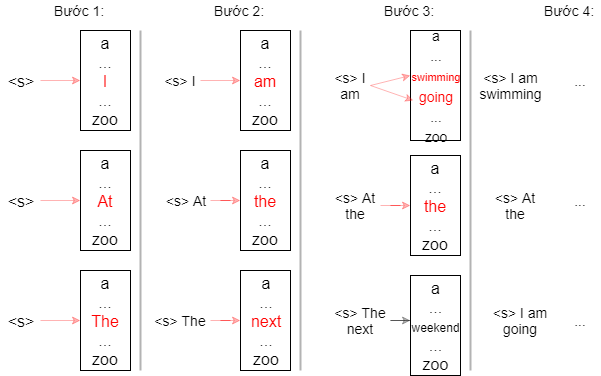 Bước 1:
Bước 2:
Bước 3:
Bước 4:
<s>
a
...
I
...
zoo
<s> I
a
...
am
...
zoo
<s> I
am
a
...
swimming
going
...
zoo
<s> I am
swimming
...
<s>
a
...
At
...
zoo
<s> At
a
...
the
...
zoo
<s> At
the
a
...
the
...
zoo
<s> At
the
...
<s>
a
...
The
...
zoo
<s> The
a
...
next
...
zoo
<s> The
next
a
...
weekend
...
zoo
<s> I am
going
...